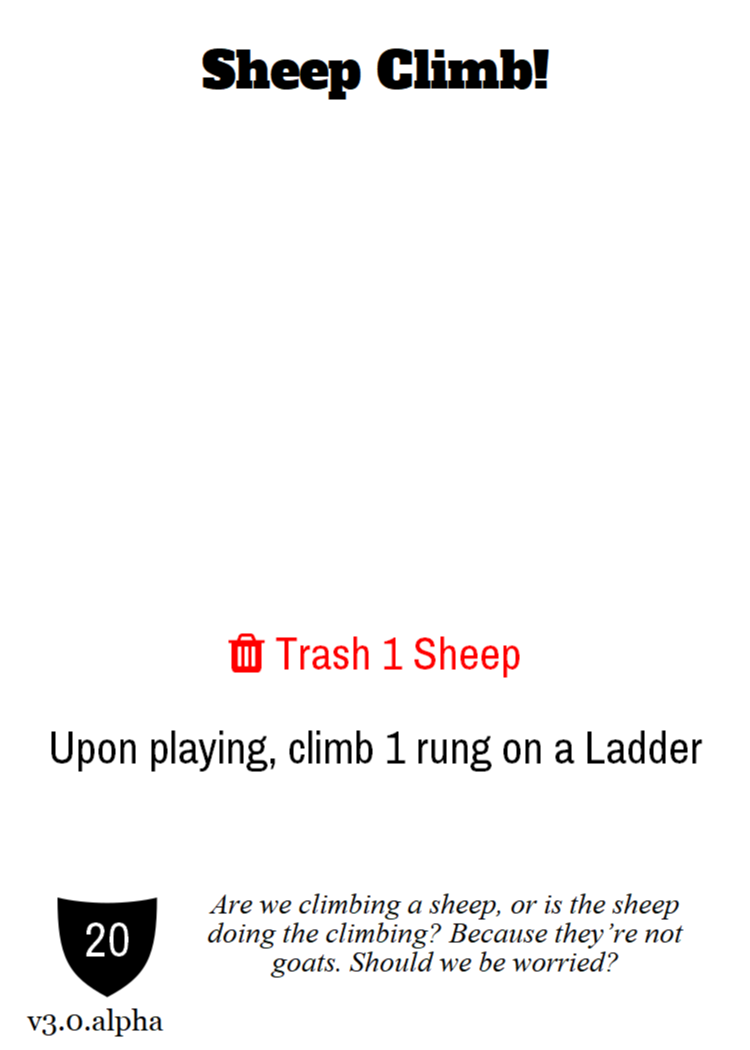 Sheep Climb!
Trash 1 Sheep
Upon playing, climb 1 rung on a Ladder
20
Are we climbing a sheep, or is the sheep
doing the climbing? Because they’re not
goats. Should we be worried?
v3.0.alpha